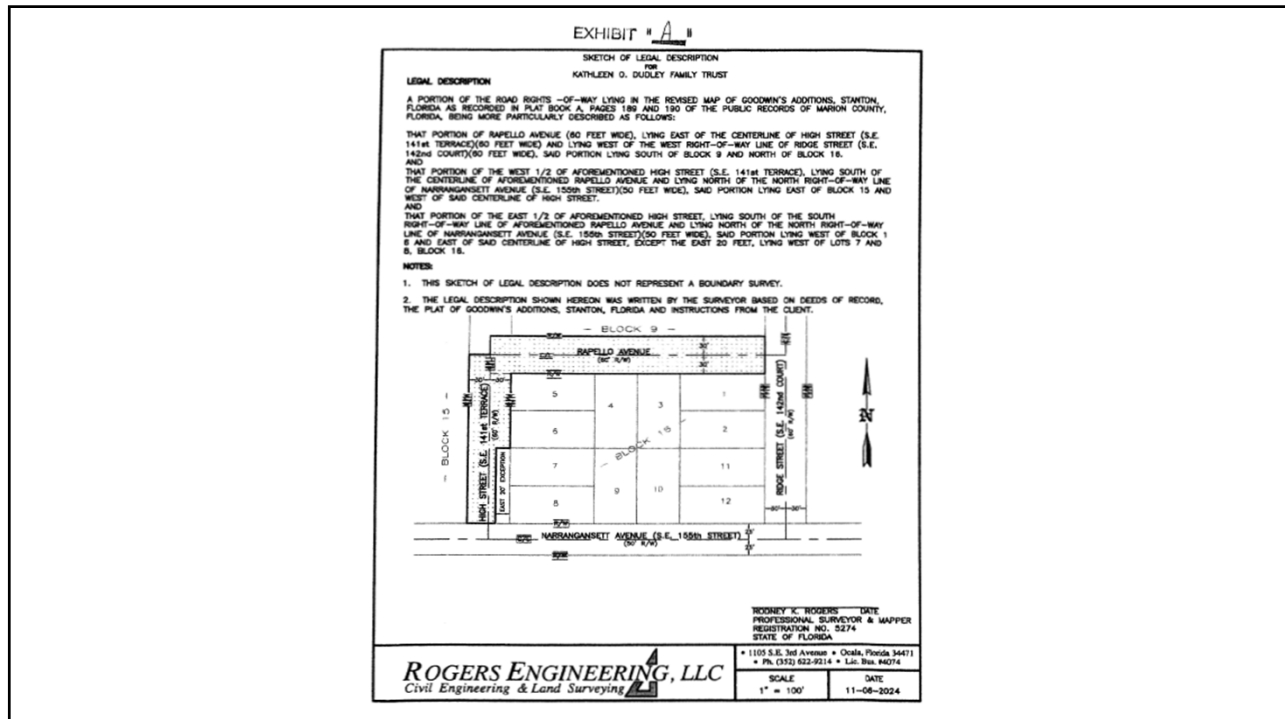 EXHIBIT "A"
SKETCH OF LEGAL DESCRIPTION
FOR
KATHLEEN O. DUDLEY FAMILY TRUST
LEGAL DESCRIPTION
A PORTION OF THE ROAD RIGHTS -OF-WAY LYING IN THE REVISED MAP OF GOODWIN'S ADDITIONS, STANTON,
FLORIDA AS RECORDED IN PLAT BOOK A, PAGES 189 AND 190 OF THE PUBLIC RECORDS OF MARION COUNTY,
FLORIDA, BEING MORE PARTICULARLY DESCRIBED AS FOLLOWS:
THAT PORTION OF RAPELLO AVENUE (60 FEET WIDE), LYING EAST OF THE CENTERLINE OF HIGH STREET (S.E.
141st TERRACE)(60 FEET WIDE) AND LYING WEST OF THE WEST RIGHT-OF-WAY LINE OF RIDGE STREET (S.E.
142nd COURT)(60 FEET WIDE), SAID PORTION LYING SOUTH OF BLOCK 9 AND NORTH OF BLOCK 16.
AND
THAT PORTION OF THE WEST 1/2 OF AFOREMENTIONED HIGH STREET (S.E. 141st TERRACE), LYING SOUTH OF
THE CENTERLINE OF AFOREMENTIONED RAPELLO AVENUE AND LYING NORTH OF THE NORTH RIGHT-OF-WAY LINE
OF NARRANGANSETT AVENUE (S.E. 155th STREET)(50 FEET WIDE), SAID PORTION LYING EAST OF BLOCK 15 AND
WEST OF SAID CENTERLINE OF HIGH STREET.
AND
THAT PORTION OF THE EAST 1/2 OF AFOREMENTIONED HIGH STREET, LYING SOUTH OF THE SOUTH
RIGHT-OF-WAY LINE OF AFOREMENTIONED RAPELLO AVENUE AND LYING NORTH OF THE NORTH RIGHT-OF-WAY
LINE OF NARRANGANSETT AVENUE (S.E. 155th STREET)(50 FEET WIDE), SAID PORTION LYING WEST OF BLOCK 1
6 AND EAST OF SAID CENTERLINE OF HIGH STREET, EXCEPT THE EAST 20 FEET, LYING WEST OF LOTS 7 AND
8, BLOCK 16.
NOTES:
1. THIS SKETCH OF LEGAL DESCRIPTION DOES NOT REPRESENT A BOUNDARY SURVEY.
2. THE LEGAL DESCRIPTION SHOWN HEREON WAS WRITTEN BY THE SURVEYOR BASED ON DEEDS OF RECORD,
THE PLAT OF GOODWIN'S ADDITIONS, STANTON, FLORIDA AND INSTRUCTIONS FROM THE CLIENT.
- BLOCK 9 -
RAPELLO AVENUE
(60' R/W)
30'
30'
30'
30'
- BLOCK 15 -
HIGH STREET (S.E. 141st TERRACE)
(60' R/W)
EAST 20' EXCEPTION
5
4
3
1
6
2
- BLOCK 16 -
7
11
8
9
10
12
RIDGE STREET (S.E. 142nd COURT)
(60' R/W)
30'
30'
N
NARRANGANSETT AVENUE (S.E. 155th STREET)
(50' R/W)
25'
25'
RODNEY K. ROGERS DATE
PROFESSIONAL SURVEYOR & MAPPER
REGISTRATION NO. 5274
STATE OF FLORIDA
ROGERS ENGINEERING, LLC
Civil Engineering & Land Surveying
• 1105 S.E. 3rd Avenue • Ocala, Florida 34471
• Ph. (352) 622-9214 • Lic. Bus. #4074
SCALE
1" = 100'
DATE
11-06-2024